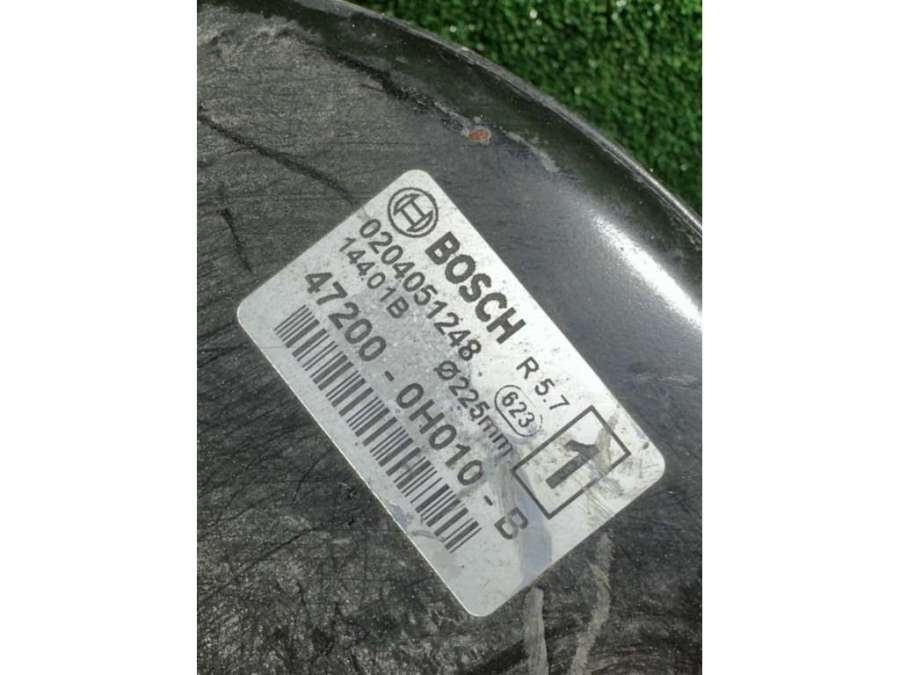 BOSCH R 5.7
0204051248 623 1
14401B Ø225mm
47200 - 0H010 - B